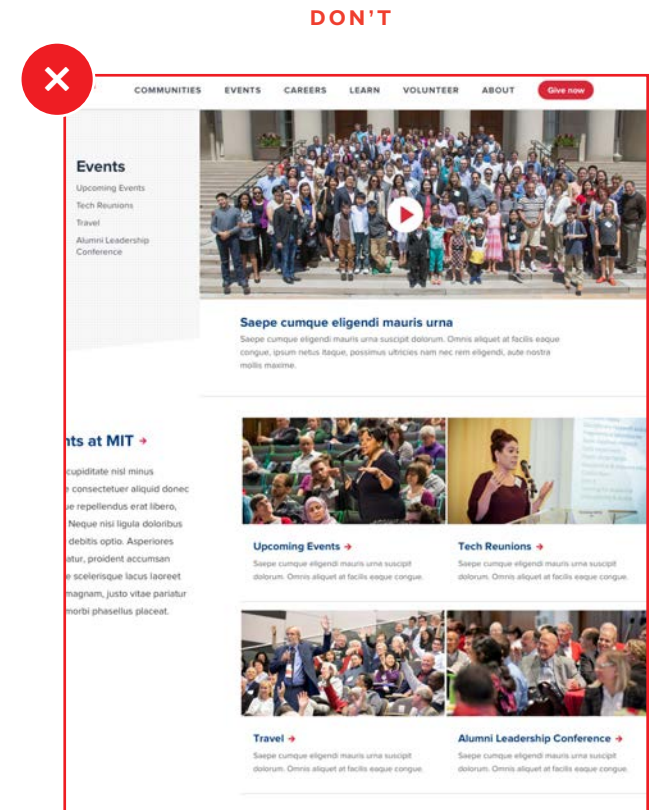 DON'T
COMMUNITIES EVENTS CAREERS LEARN VOLUNTEER ABOUT Give now
Events
Upcoming Events
Tech Reunions
Travel
Alumni Leadership
Conference
Saepe cumque eligendi mauris urna
Saepe cumque eligendi mauris urna suscipit dolorum. Omnis aliquet at facilis eaque
congue, ipsum netus itaque, possimus ultricies nam nec rem eligendi, aute nostra
mollis maxime.
nts at MIT
cupiditate nisl minus
consectetuer aliquid donec
repellendus erat libero,
Neque nisi ligula doloribus
debitis optio. Asperiores
atur, proident accumsan
scelerisque lacus laoreet
magnam, justo vitae pariatur
morbi phasellus placeat.
Upcoming Events
Saepe cumque eligendi mauris urna suscipit
dolorum. Omnis aliquet at facilis eaque congue.
Tech Reunions
Saepe cumque eligendi mauris urna suscipit
dolorum. Omnis aliquet at facilis eaque congue.
Travel
Saepe cumque eligendi mauris urna suscipit
dolorum. Omnis aliquet at facilis eaque congue.
Alumni Leadership Conference
Saepe cumque eligendi mauris urna suscipit
dolorum. Omnis aliquet at facilis eaque congue.